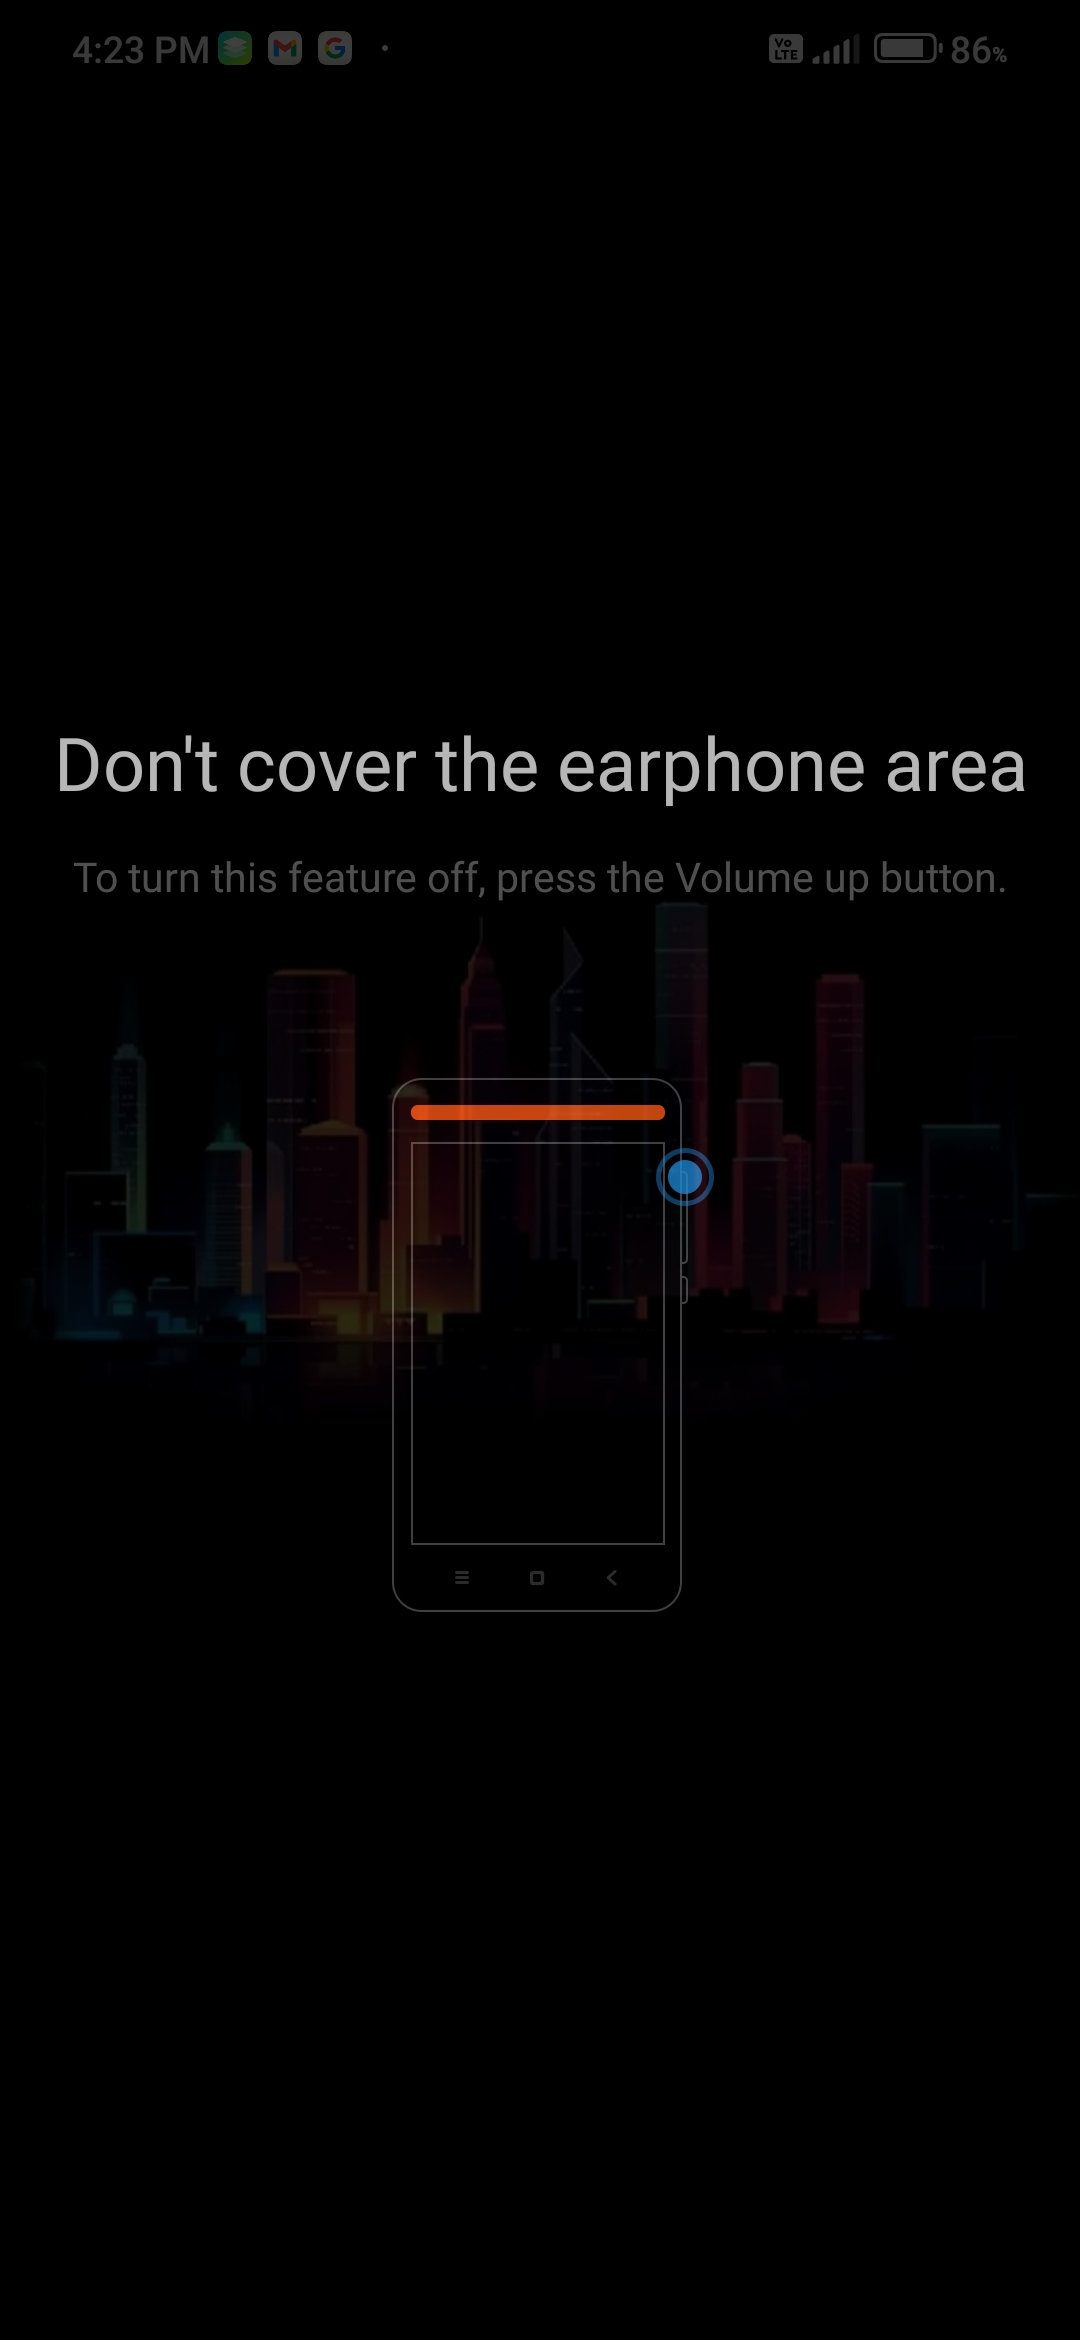 4:23 PM
Vo LTE
86%
Don't cover the earphone area
To turn this feature off, press the Volume up button.